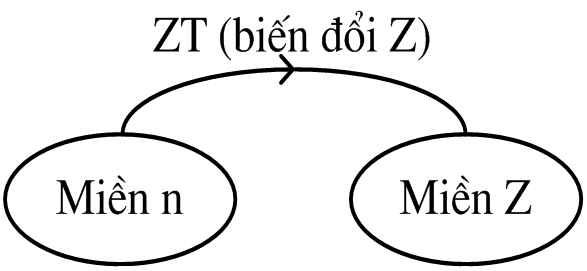 ZT (biến đổi Z)
Miền n
Miền Z